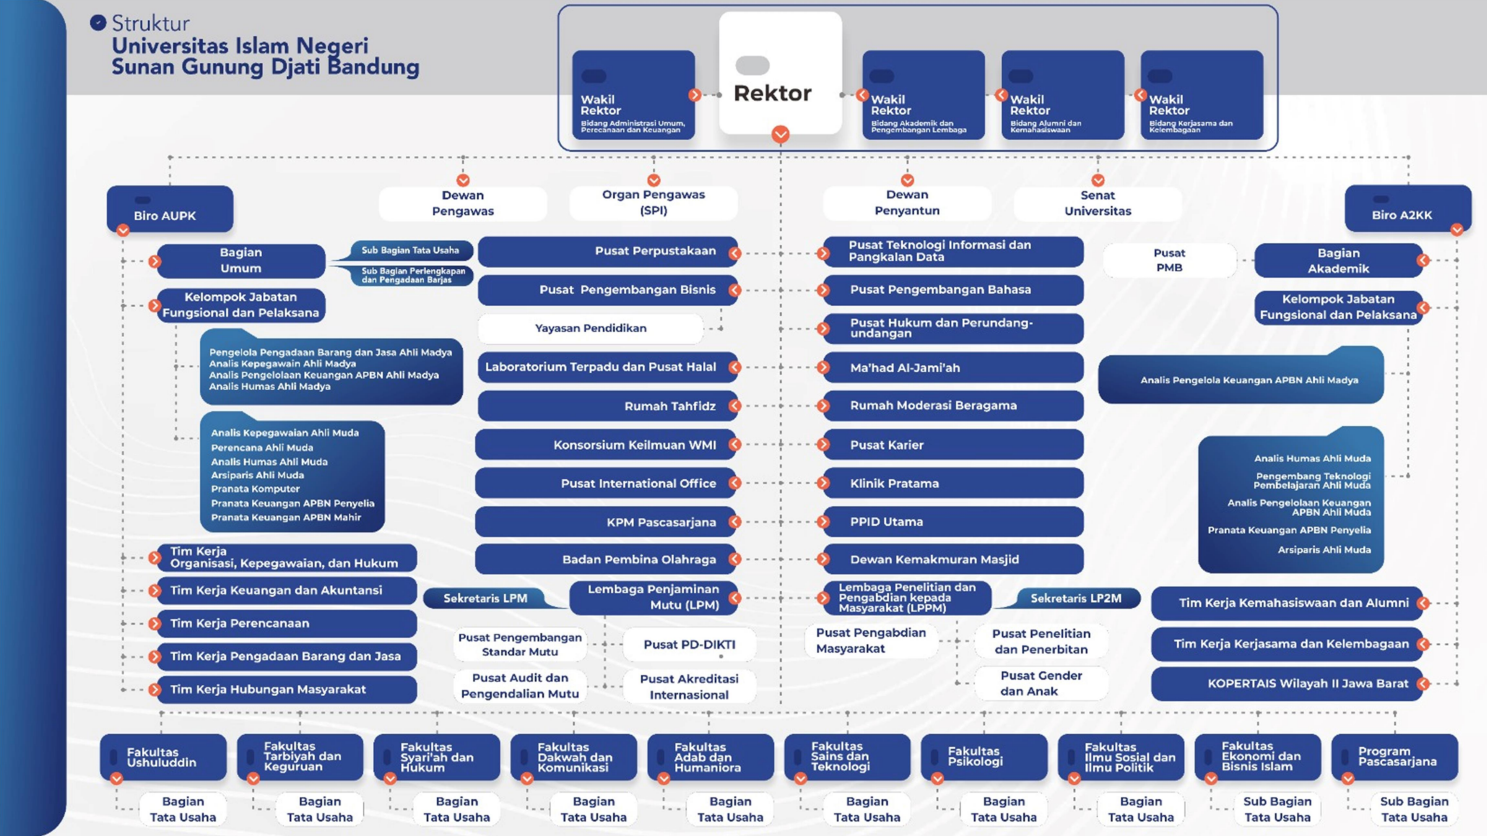 Struktur
Universitas Islam Negeri
Sunan Gunung Djati Bandung
Wakil
Rektor
Bidang Administrasi Umum,
Perecanaan dan Keuangan
Rektor
Wakil
Rektor
Bidang Akademik dan
Pengembangan Lembaga
Wakil
Rektor
Bidang Alumni dan
Kemahasiswaan
Wakil
Rektor
Bidang Kerjasama dan
Kelembagaan
Biro AUPK
Dewan
Pengawas
Organ Pengawas
(SPI)
Dewan
Penyantun
Senat
Universitas
Biro A2KK
Bagian
Umum
Sub Bagian Tata Usaha
Sub Bagian Perlengkapan
dan Pengadaan Barjas
Kelompok Jabatan
Fungsional dan Pelaksana
Pengelola Pengadaan Barang dan Jasa Ahli Madya
Analis Kepegawain Ahli Madya
Analis Pengelolaan Keuangan APBN Ahli Madya
Analis Humas Ahli Madya
Analis Kepegawaian Ahli Muda
Perencana Ahli Muda
Analis Humas Ahli Muda
Arsiparis Ahli Muda
Pranata Komputer
Pranata Keuangan APBN Penyelia
Pranata Keuangan APBN Mahir
Tim Kerja
Organisasi, Kepegawaian, dan Hukum
Tim Kerja Keuangan dan Akuntansi
Tim Kerja Perencanaan
Tim Kerja Pengadaan Barang dan Jasa
Tim Kerja Hubungan Masyarakat
Pusat Perpustakaan
Pusat Pengembangan Bisnis
Yayasan Pendidikan
Laboratorium Terpadu dan Pusat Halal
Rumah Tahfidz
Konsorsium Keilmuan WMI
Pusat International Office
KPM Pascasarjana
Badan Pembina Olahraga
Sekretaris LPM
Lembaga Penjaminan
Mutu (LPM)
Pusat Pengembangan
Standar Mutu
Pusat PD-DIKTI
Pusat Audit dan
Pengendalian Mutu
Pusat Akreditasi
Internasional
Pusat Teknologi Informasi dan
Pangkalan Data
Pusat Pengembangan Bahasa
Pusat Hukum dan Perundang-
undangan
Ma'had Al-Jami'ah
Rumah Moderasi Beragama
Pusat Karier
Klinik Pratama
PPID Utama
Dewan Kemakmuran Masjid
Lembaga Penelitian dan
Pengabdian kepada
Masyarakat (LPPM)
Sekretaris LP2M
Pusat Pengabdian
Masyarakat
Pusat Penelitian
dan Penerbitan
Pusat Gender
dan Anak
Pusat
PMB
Bagian
Akademik
Kelompok Jabatan
Fungsional dan Pelaksana
Analis Pengelola Keuangan APBN Ahli Madya
Analis Humas Ahli Muda
Pengembang Teknologi
Pembelajaran Ahli Muda
Analis Pengelolaan Keuangan
APBN Ahli Muda
Pranata Keuangan APBN Penyelia
Arsiparis Ahli Muda
Tim Kerja Kemahasiswaan dan Alumni
Tim Kerja Kerjasama dan Kelembagaan
KOPERTAIS Wilayah II Jawa Barat
Fakultas
Ushuluddin
Fakultas
Tarbiyah dan
Keguruan
Fakultas
Syari'ah dan
Hukum
Fakultas
Dakwah dan
Komunikasi
Fakultas
Adab dan
Humaniora
Fakultas
Sains dan
Teknologi
Fakultas
Psikologi
Fakultas
Ilmu Sosial dan
Ilmu Politik
Fakultas
Ekonomi dan
Bisnis Islam
Program
Pascasarjana
Bagian
Tata Usaha
Bagian
Tata Usaha
Bagian
Tata Usaha
Bagian
Tata Usaha
Bagian
Tata Usaha
Bagian
Tata Usaha
Bagian
Tata Usaha
Bagian
Tata Usaha
Sub Bagian
Tata Usaha
Sub Bagian
Tata Usaha